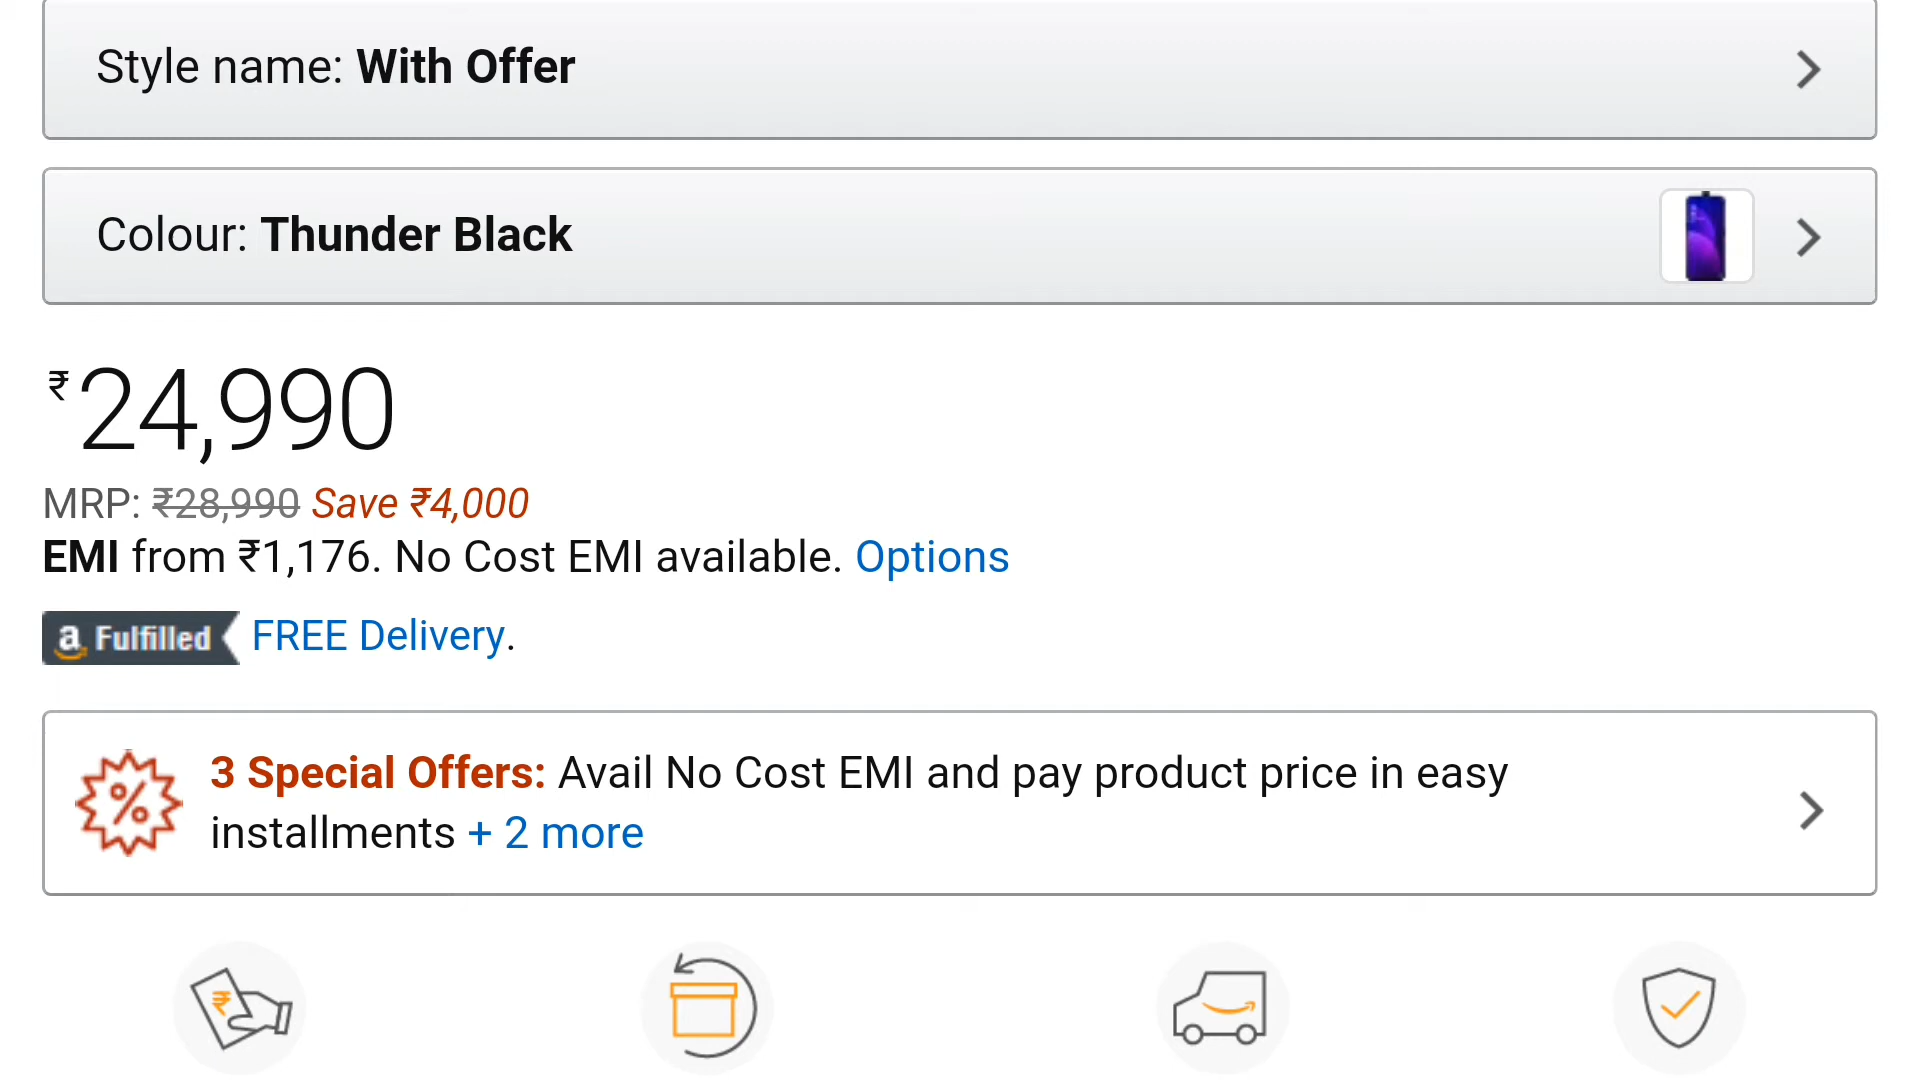 Style name: With Offer
Colour: Thunder Black
₹24,990
MRP: ₹28,990 Save ₹4,000
EMI from ₹1,176. No Cost EMI available. Options
a Fulfilled FREE Delivery.
3 Special Offers: Avail No Cost EMI and pay product price in easy
installments + 2 more